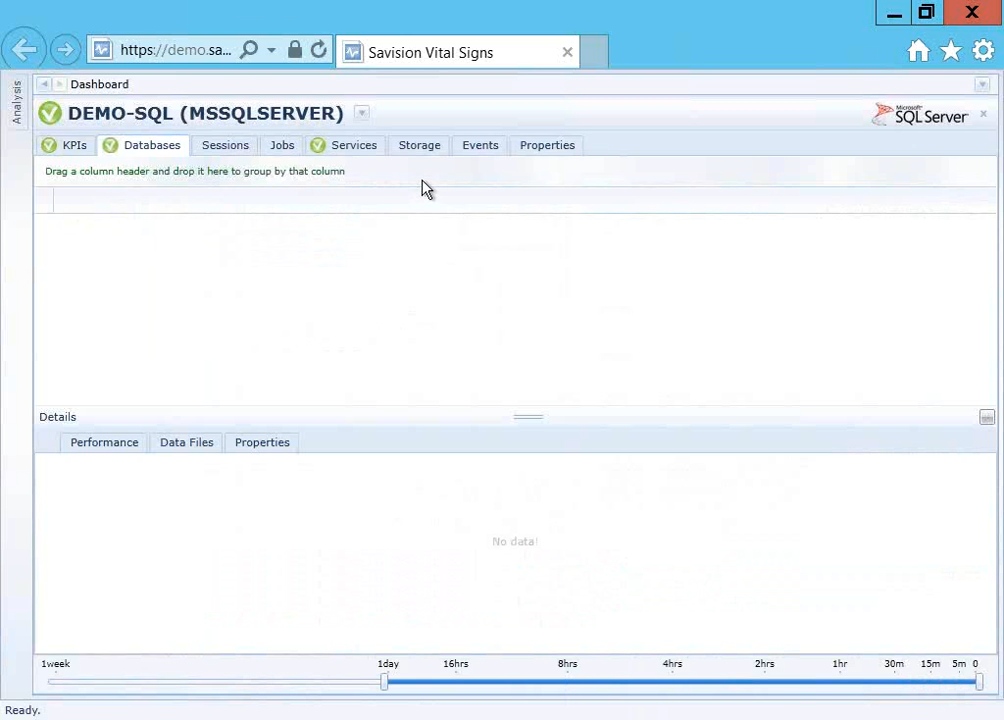 https://demo.sa...
Savision Vital Signs
Analysis
Dashboard
DEMO-SQL (MSSQLSERVER)
Microsoft
SQL Server
KPIs
Databases
Sessions
Jobs
Services
Storage
Events
Properties
Drag a column header and drop it here to group by that column
Details
Performance
Data Files
Properties
No data!
1week
1day
16hrs
8hrs
4hrs
2hrs
1hr
30m
15m
5m
0
Ready.